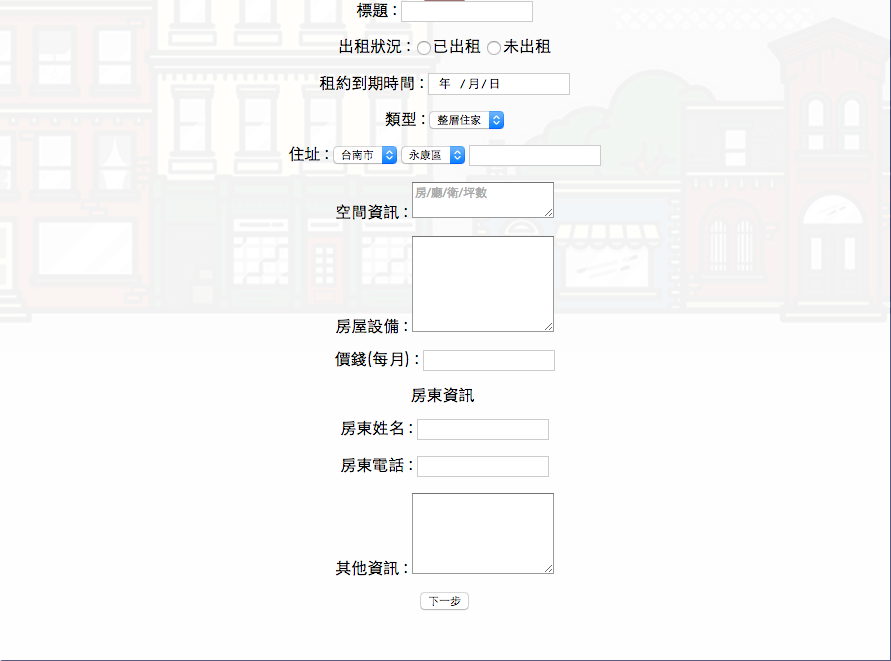 標題：
出租狀況： 已出租 未出租
租約到期時間： 年 /月/日
類型： 整層住家
住址： 台南市 永康區
房/廳/衛/坪數
空間資訊：
房屋設備：
價錢(每月)：
房東資訊
房東姓名：
房東電話：
其他資訊：
下一步